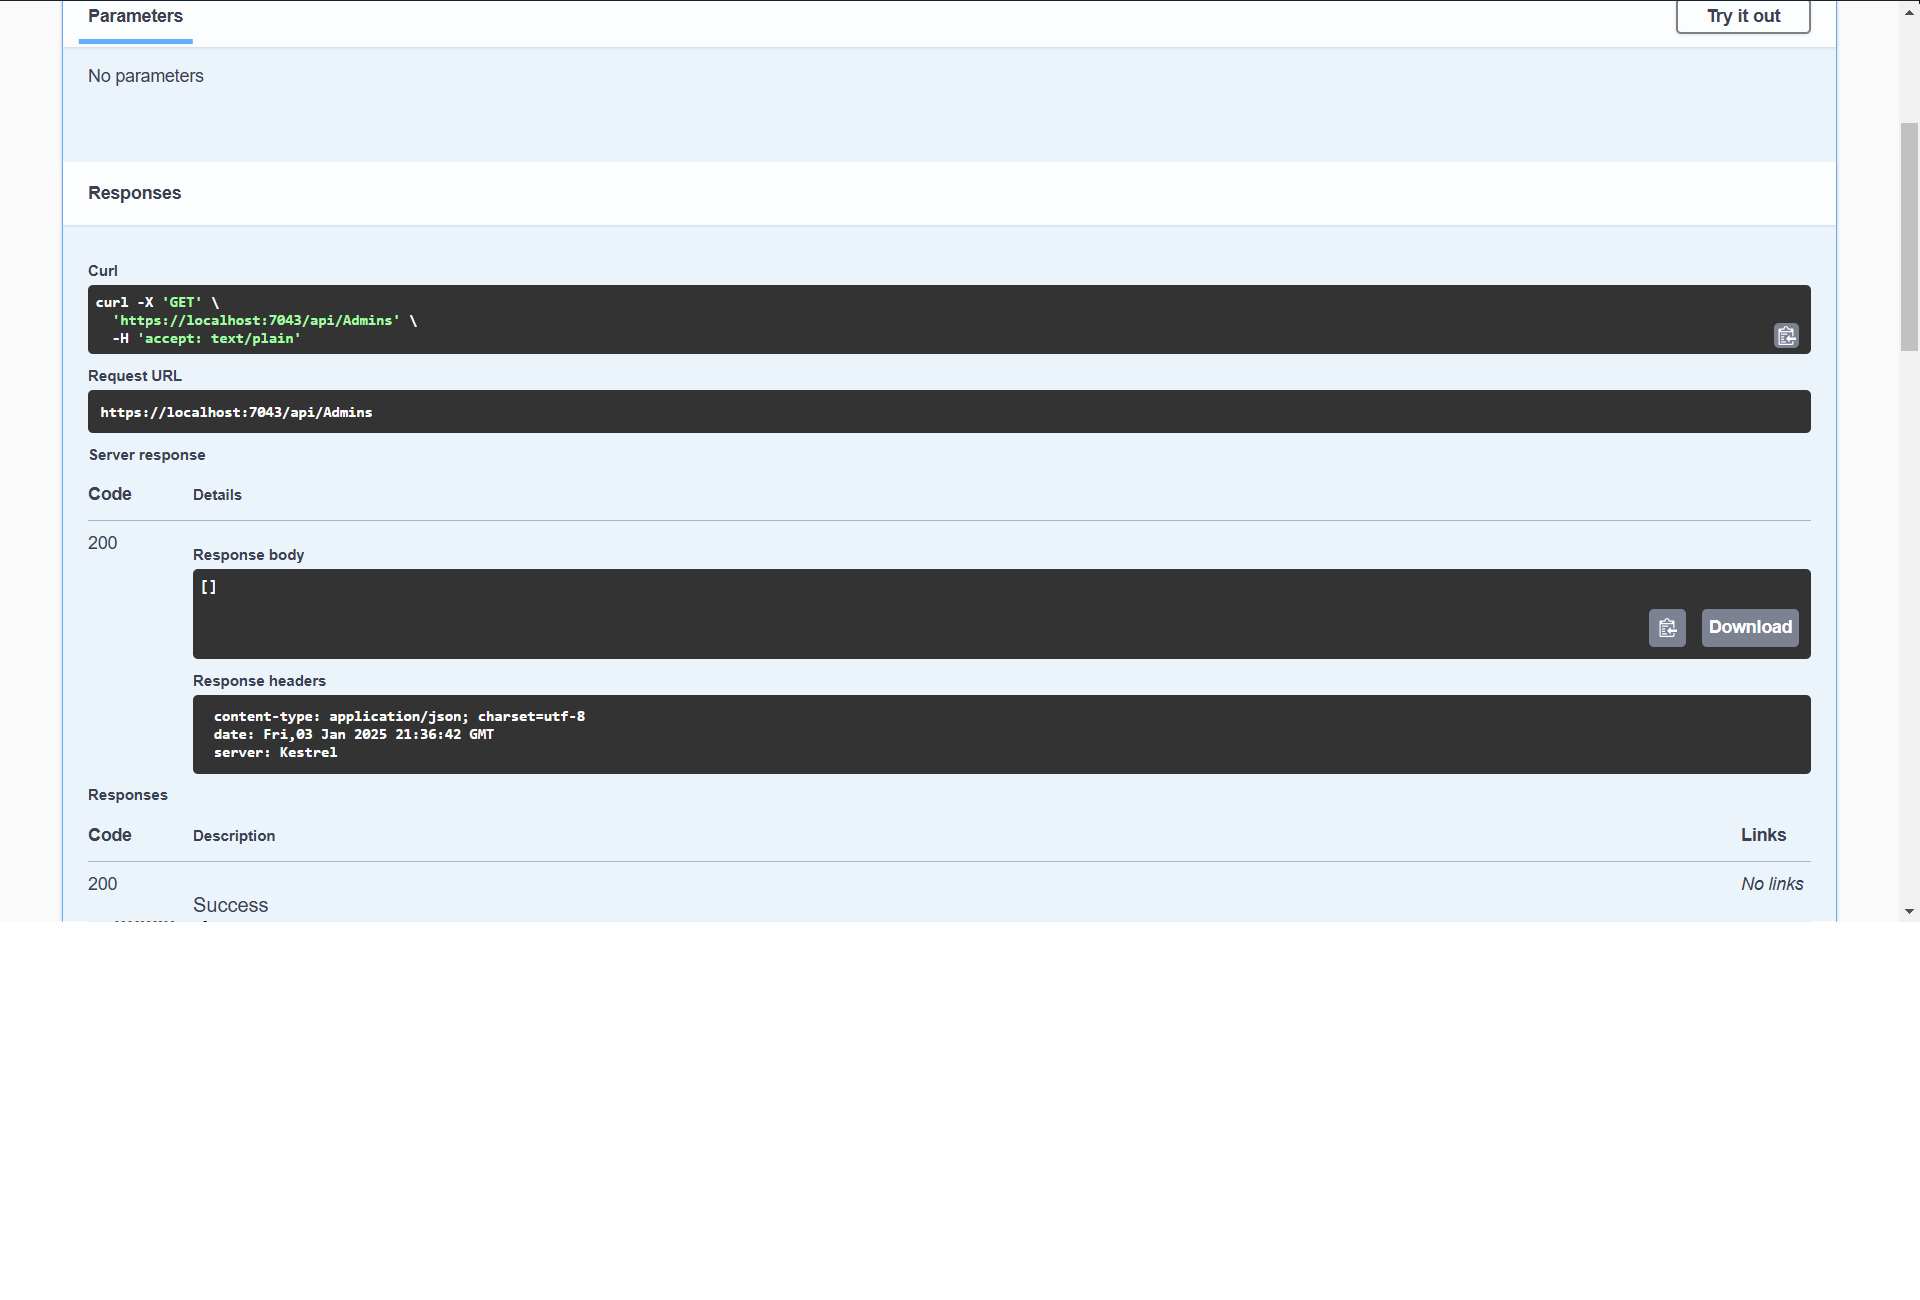 Parameters
Try it out
No parameters
Responses
Curl
curl -X 'GET' \
'https://localhost:7043/api/Admins' \
-H 'accept: text/plain'
Request URL
https://localhost:7043/api/Admins
Server response
Code Details
200
Response body
[]
Download
Response headers
content-type: application/json; charset=utf-8
date: Fri,03 Jan 2025 21:36:42 GMT
server: Kestrel
Responses
Code Description Links
200 No links
Success